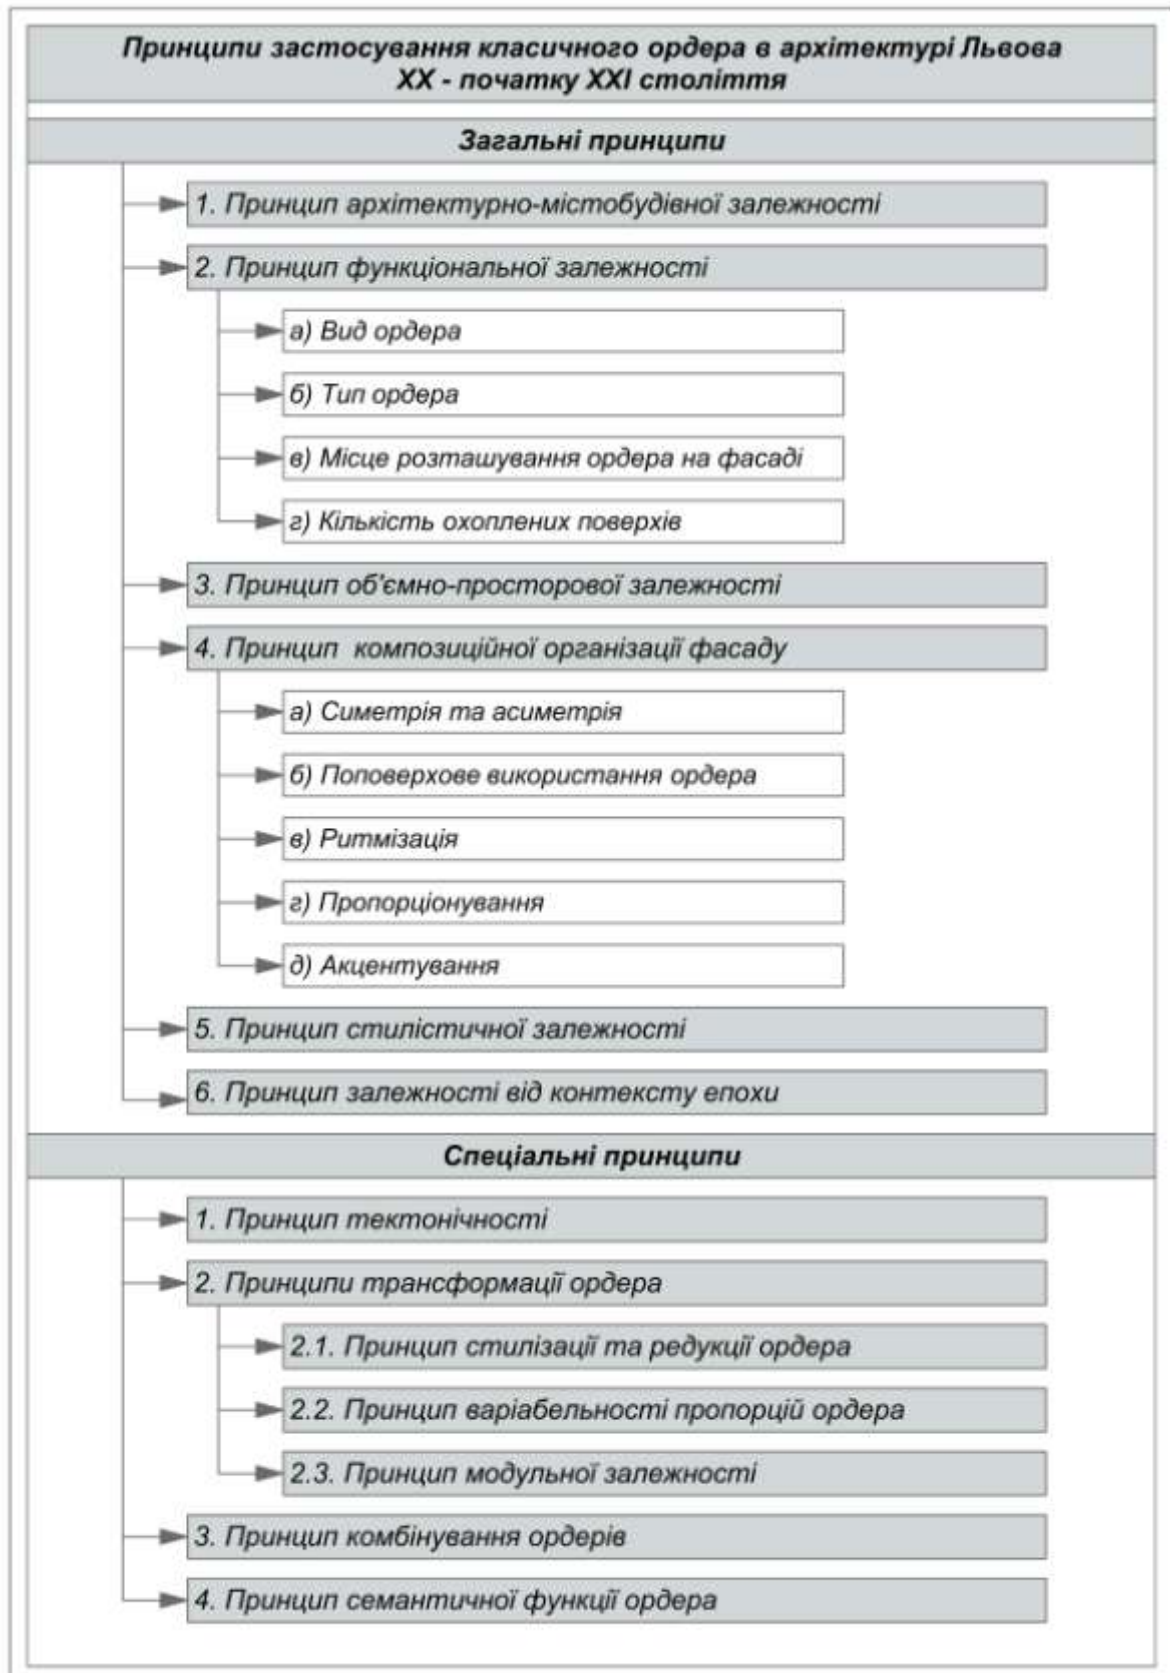 Принципи застосування класичного ордера в архітектурі Львова
XX - початку XXI століття
Загальні принципи
1. Принцип архітектурно-містобудівної залежності
2. Принцип функціональної залежності
а) Вид ордера
б) Тип ордера
в) Місце розташування ордера на фасаді
г) Кількість охоплених поверхів
3. Принцип об'ємно-просторової залежності
4. Принцип композиційної організації фасаду
а) Симетрія та асиметрія
б) Поповерхове використання ордера
в) Ритмізація
г) Пропорціонування
д) Акцентування
5. Принцип стилістичної залежності
6. Принцип залежності від контексту епохи
Спеціальні принципи
1. Принцип тектонічності
2. Принципи трансформації ордера
2.1. Принцип стилізації та редукції ордера
2.2. Принцип варіабельності пропорцій ордера
2.3. Принцип модульної залежності
3. Принцип комбінування ордерів
4. Принцип семантичної функції ордера